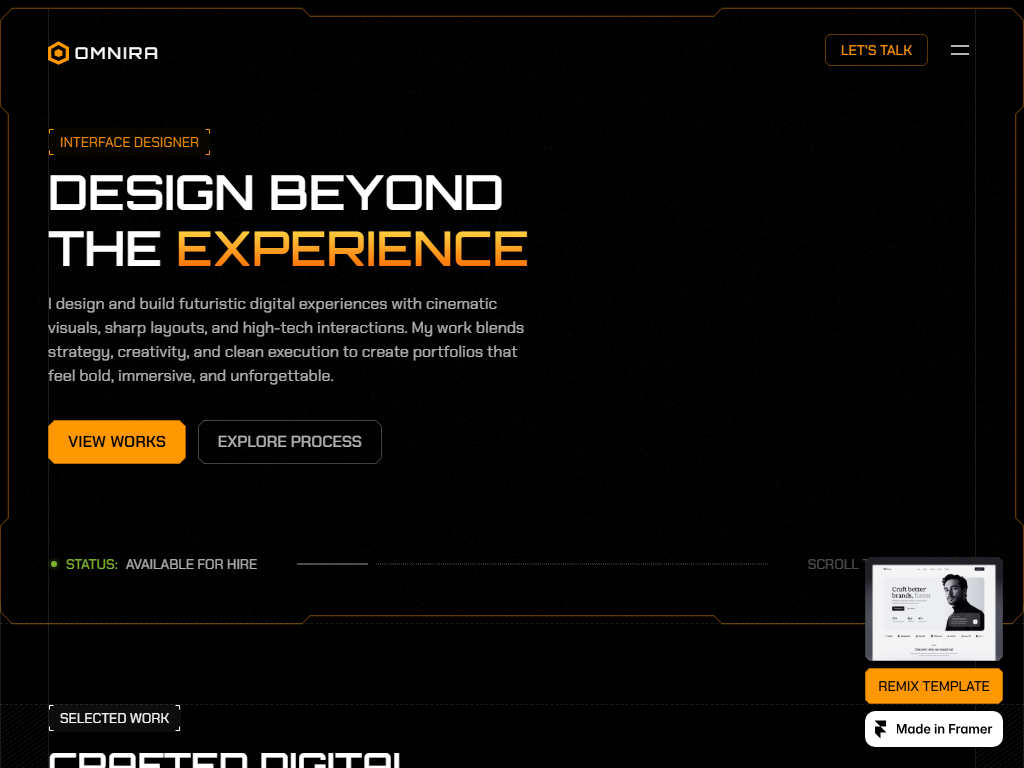 OMNIRA
LET'S TALK
INTERFACE DESIGNER
DESIGN BEYOND
THE EXPERIENCE
I design and build futuristic digital experiences with cinematic
visuals, sharp layouts, and high-tech interactions. My work blends
strategy, creativity, and clean execution to create portfolios that
feel bold, immersive, and unforgettable.
VIEW WORKS
EXPLORE PROCESS
STATUS: AVAILABLE FOR HIRE
SCROLL
Craft better
brands, faster
REMIX TEMPLATE
Made in Framer
SELECTED WORK
CRAFTED DIGITAL